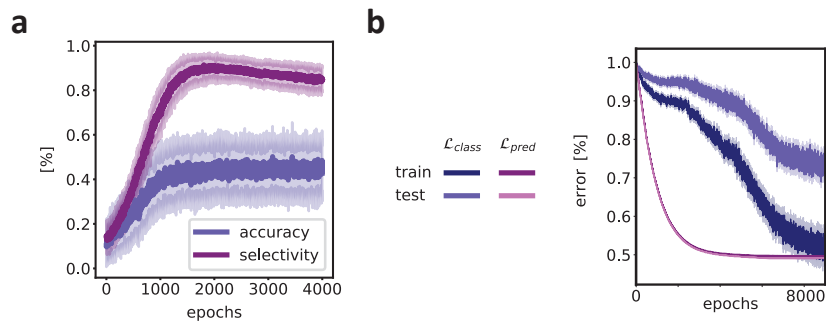 a
[%]
1.0
0.8
0.6
0.4
0.2
0.0
accuracy
selectivity
0 1000 2000 3000 4000
epochs
b
ℒclass ℒpred
train
test
error [%]
1.0
0.9
0.8
0.7
0.6
0.5
0 8000
epochs